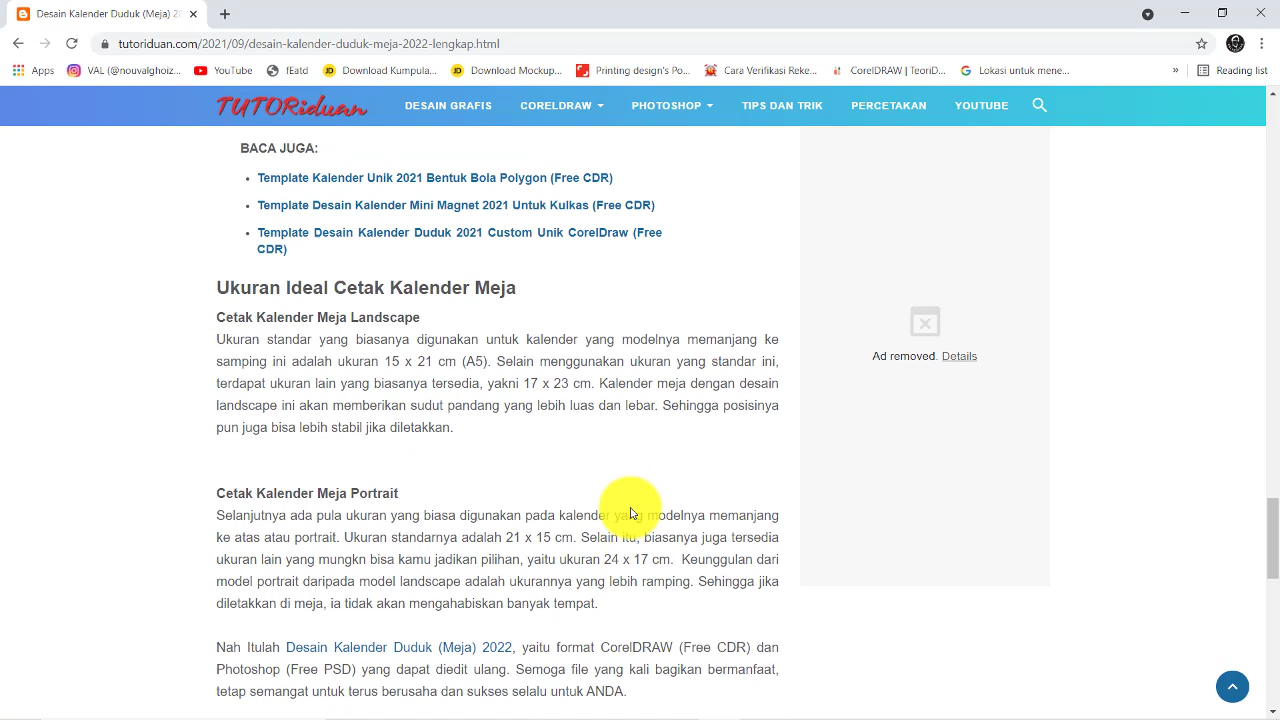 Desain Kalender Duduk (Meja) 20
tutoriduan.com/2021/09/desain-kalender-duduk-meja-2022-lengkap.html
Apps VAL (@nouvalghoiz... YouTube !Eatd Download Kumpula... Download Mockup... Printing design's Po... Cara Verifikasi Reke... CorelDRAW | TeoriD... Lokasi untuk mene... » Reading list
TUTORiduan DESAIN GRAFIS CORELDRAW PHOTOSHOP TIPS DAN TRIK PERCETAKAN YOUTUBE
BACA JUGA:
• Template Kalender Unik 2021 Bentuk Bola Polygon (Free CDR)
• Template Desain Kalender Mini Magnet 2021 Untuk Kulkas (Free CDR)
• Template Desain Kalender Duduk 2021 Custom Unik CorelDraw (Free
CDR)
Ukuran Ideal Cetak Kalender Meja
Cetak Kalender Meja Landscape
Ukuran standar yang biasanya digunakan untuk kalender yang modelnya memanjang ke
samping ini adalah ukuran 15 x 21 cm (A5). Selain menggunakan ukuran yang standar ini,
terdapat ukuran lain yang biasanya tersedia, yakni 17 x 23 cm. Kalender meja dengan desain
landscape ini akan memberikan sudut pandang yang lebih luas dan lebar. Sehingga posisinya
pun juga bisa lebih stabil jika diletakkan.
Ad removed. Details
Cetak Kalender Meja Portrait
Selanjutnya ada pula ukuran yang biasa digunakan pada kalender yang modelnya memanjang
ke atas atau portrait. Ukuran standarnya adalah 21 x 15 cm. Selain itu, biasanya juga tersedia
ukuran lain yang mungkn bisa kamu jadikan pilihan, yaitu ukuran 24 x 17 cm. Keunggulan dari
model portrait daripada model landscape adalah ukurannya yang lebih ramping. Sehingga jika
diletakkan di meja, ia tidak akan mengahabiskan banyak tempat.
Nah Itulah Desain Kalender Duduk (Meja) 2022, yaitu format CorelDRAW (Free CDR) dan
Photoshop (Free PSD) yang dapat diedit ulang. Semoga file yang kali bagikan bermanfaat,
tetap semangat untuk terus berusaha dan sukses selalu untuk ANDA.